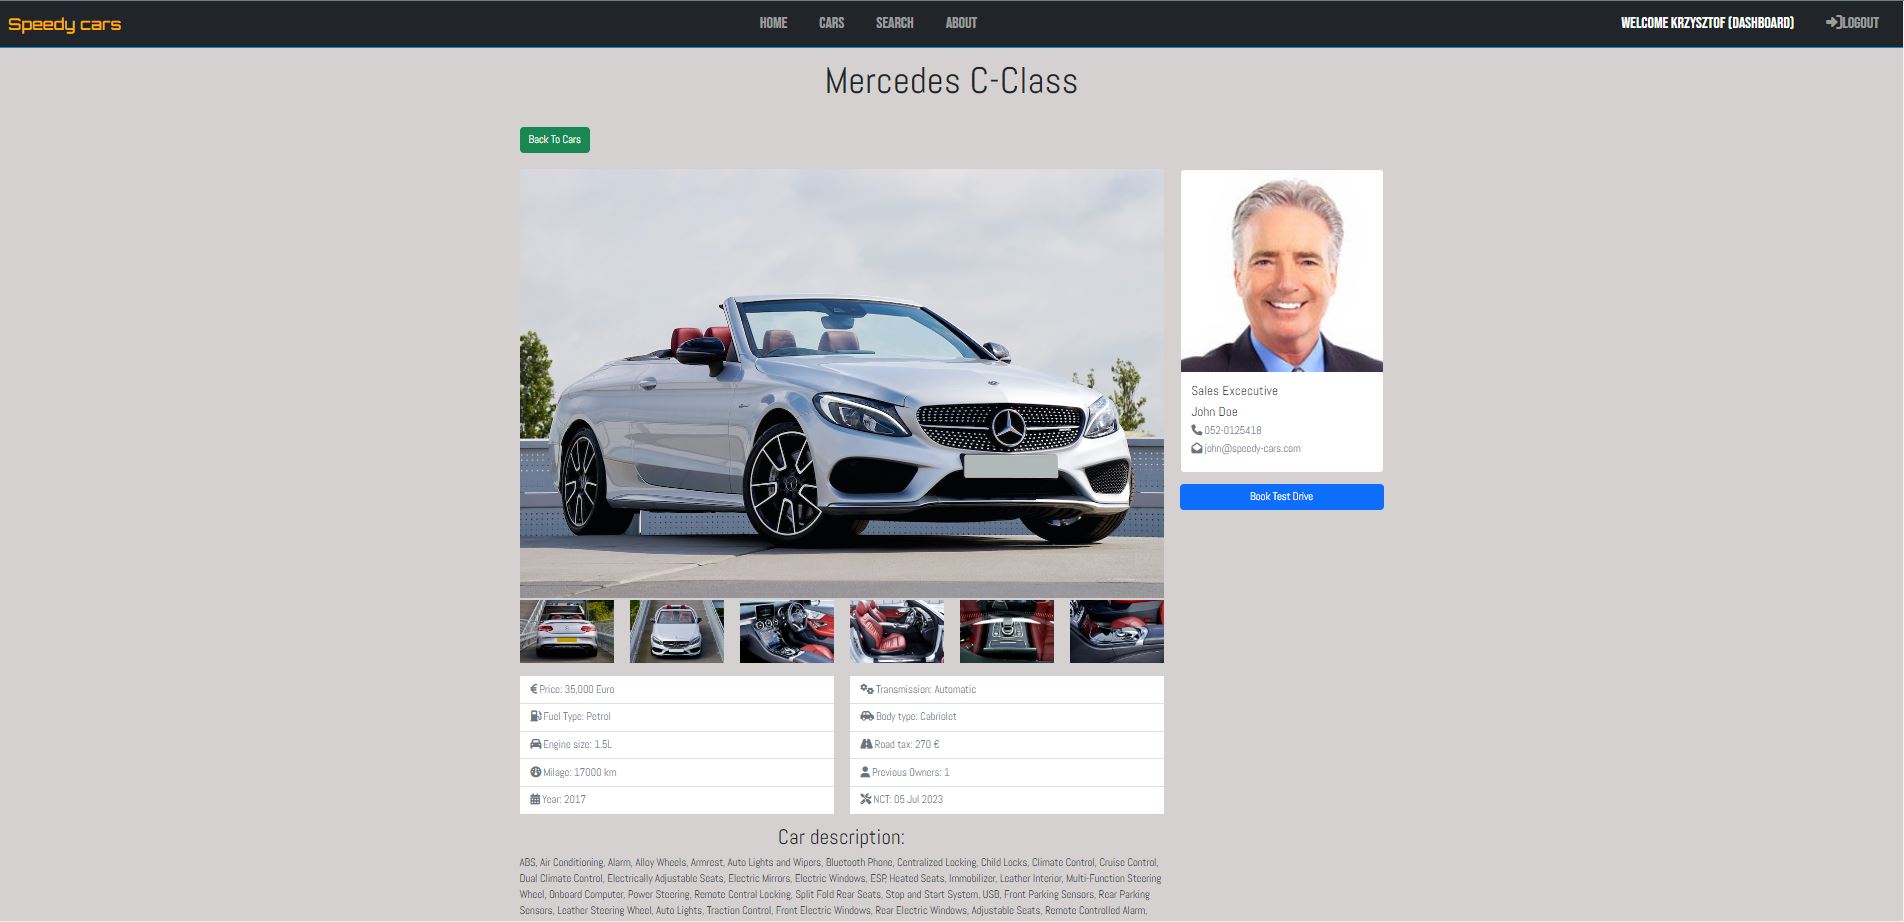 Speedy cars
HOME CARS SEARCH ABOUT
WELCOME KRZYSZTOF (DASHBOARD) LOGOUT
Mercedes C-Class
Back To Cars
Sales Excecutive
John Doe
052-0125418
john@speedy-cars.com
Book Test Drive
Price: 35,000 Euro
Fuel Type: Petrol
Engine size: 1.5L
Milage: 17000 km
Year: 2017
Transmission: Automatic
Body type: Cabriolet
Road tax: 270 €
Previous Owners: 1
NCT: 05 Jul 2023
Car description:
ABS, Air Conditioning, Alarm, Alloy Wheels, Armrest, Auto Lights and Wipers, Bluetooth Phone, Centralized Locking, Child Locks, Climate Control, Cruise Control,
Dual Climate Control, Electrically Adjustable Seats, Electric Mirrors, Electric Windows, ESP, Heated Seats, Immobilizer, Leather Interior, Multi-Function Steering
Wheel, Onboard Computer, Power Steering, Remote Central Locking, Split Fold Rear Seats, Stop and Start System, USB, Front Parking Sensors, Rear Parking
Sensors, Leather Steering Wheel, Auto Lights, Traction Control, Front Electric Windows, Rear Electric Windows, Adjustable Seats, Remote Controlled Alarm,